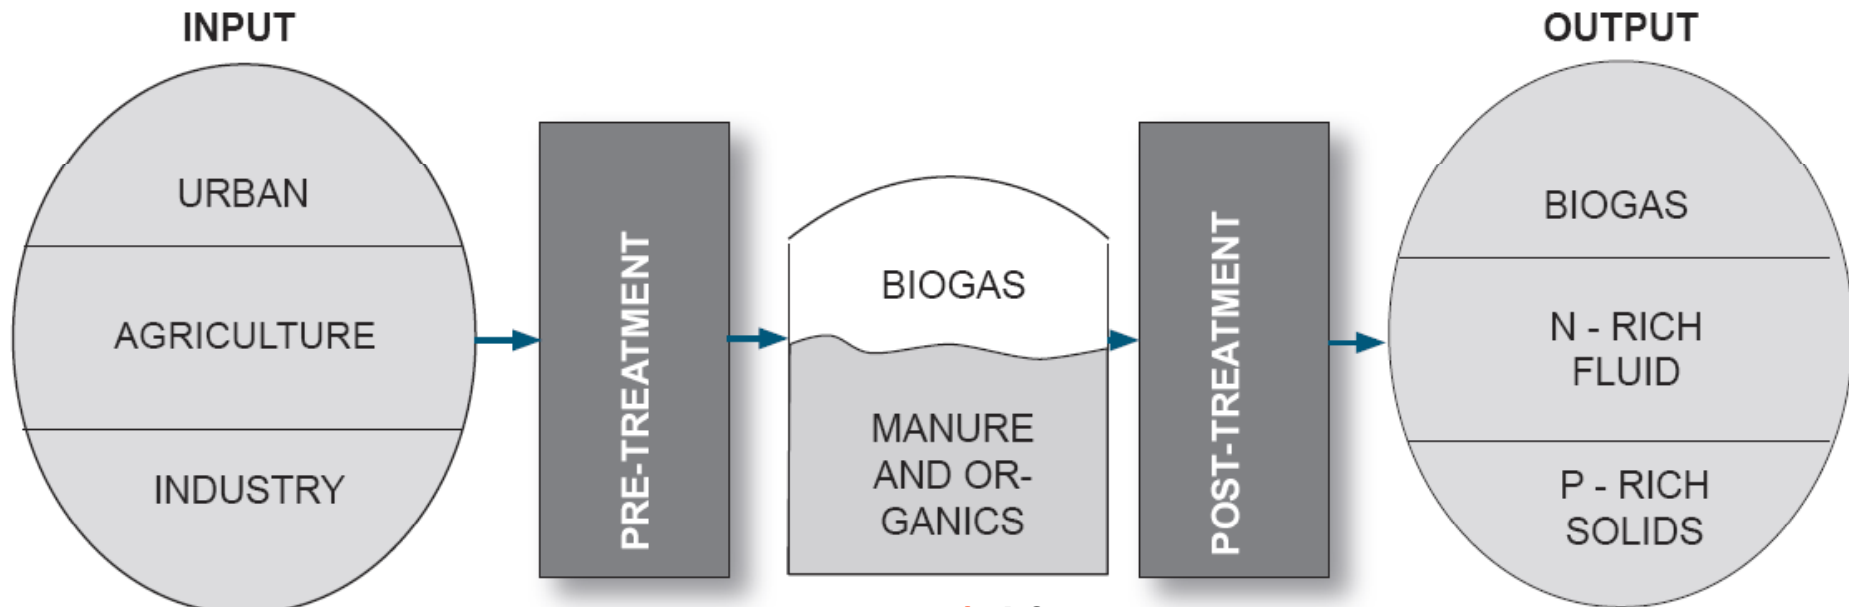 INPUT
OUTPUT
URBAN
AGRICULTURE
INDUSTRY
PRE-TREATMENT
BIOGAS
MANURE
AND OR-
GANICS
POST-TREATMENT
BIOGAS
N - RICH
FLUID
P - RICH
SOLIDS